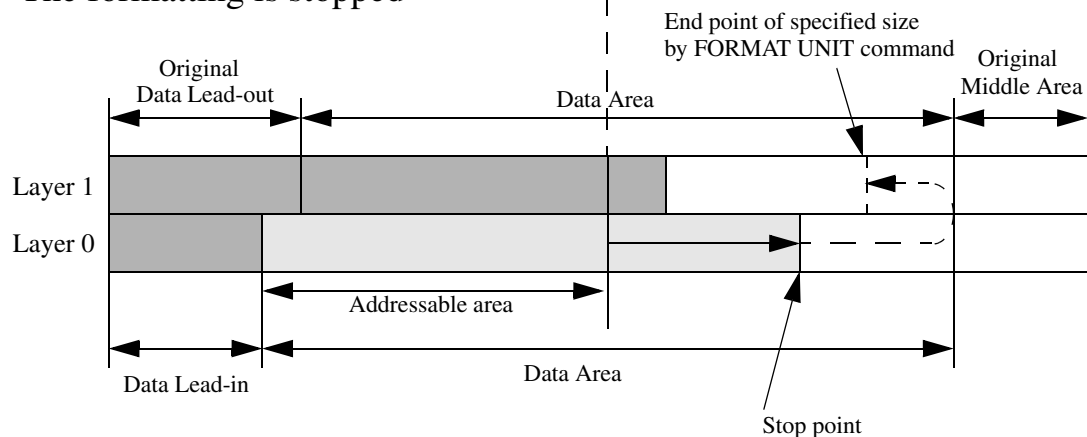 The formatting is stopped
End point of specified size
by FORMAT UNIT command
Original
Data Lead-out
Data Area
Original
Middle Area
Layer 1
Layer 0
Addressable area
Data Lead-in
Data Area
Stop point